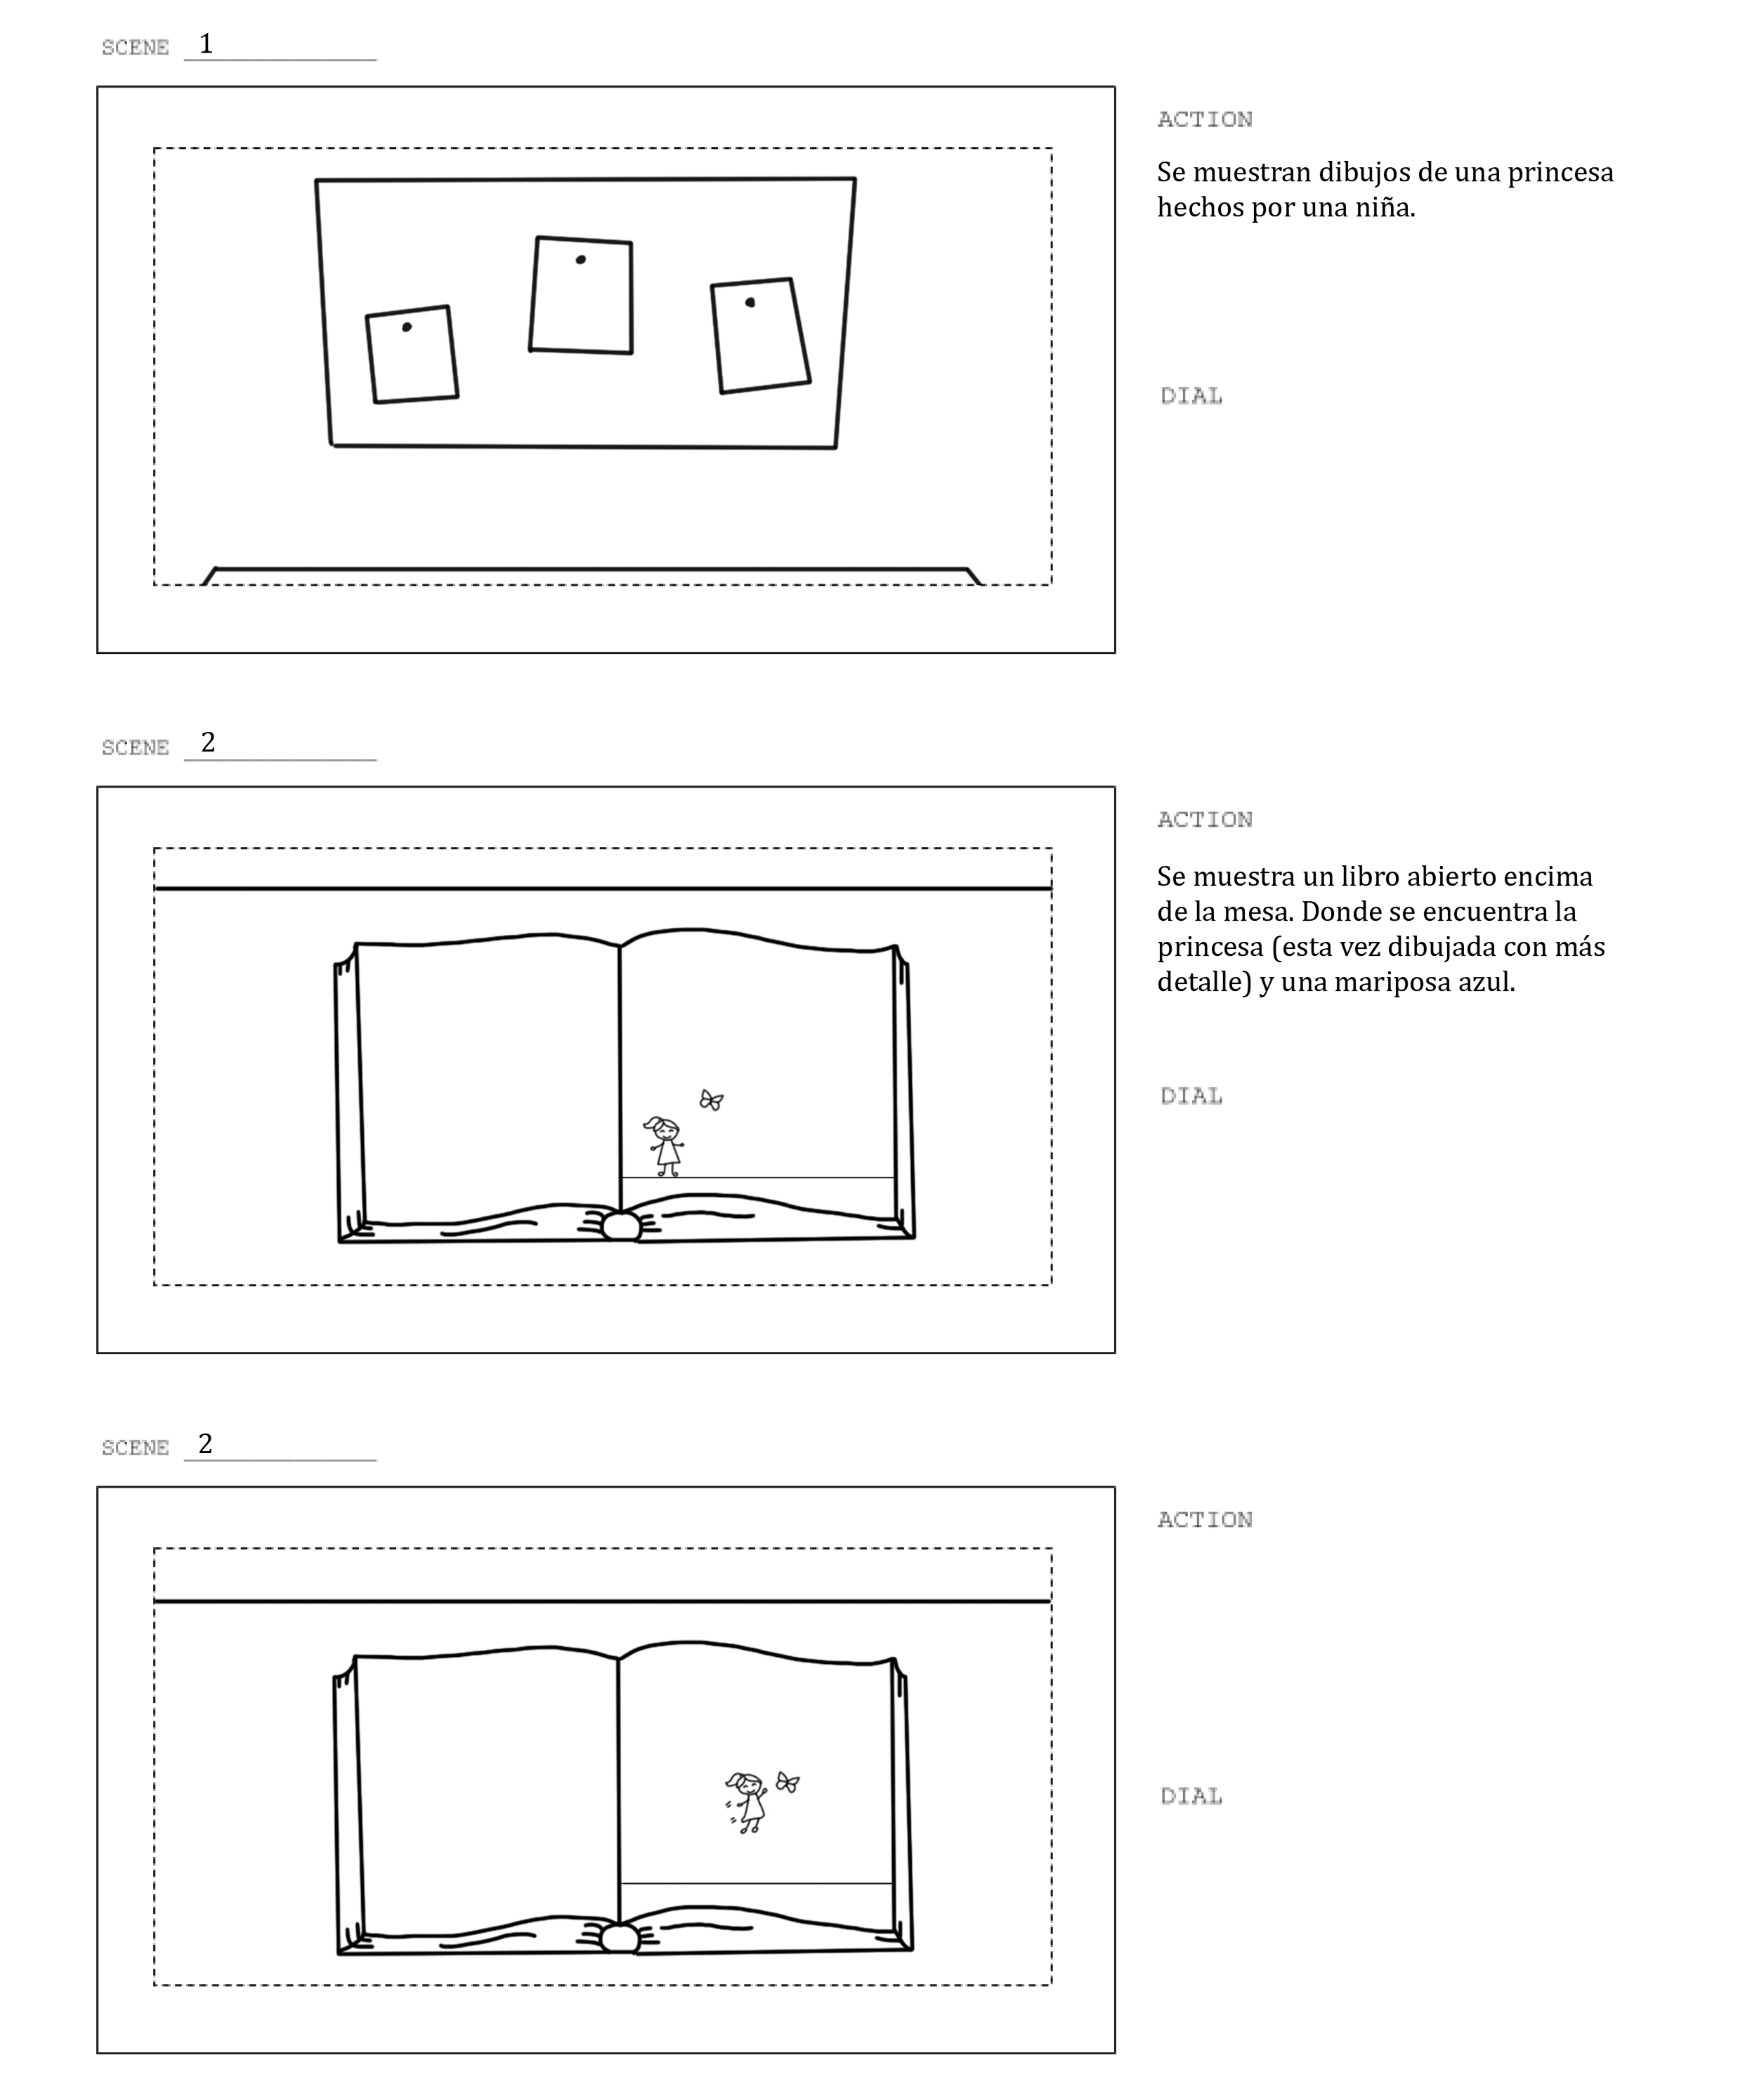 SCENE 1
ACTION
Se muestran dibujos de una princesa
hechos por una niña.
DIAL
SCENE 2
ACTION
Se muestra un libro abierto encima
de la mesa. Donde se encuentra la
princesa (esta vez dibujada con más
detalle) y una mariposa azul.
DIAL
SCENE 2
ACTION
DIAL